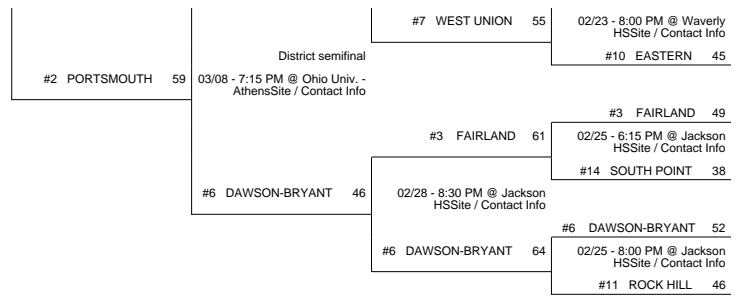 #7 WEST UNION 55
02/23 - 8:00 PM @ Waverly
HSSite / Contact Info
#10 EASTERN 45
District semifinal
#2 PORTSMOUTH 59
03/08 - 7:15 PM @ Ohio Univ. -
AthensSite / Contact Info
#3 FAIRLAND 49
#3 FAIRLAND 61
02/25 - 6:15 PM @ Jackson
HSSite / Contact Info
#14 SOUTH POINT 38
#6 DAWSON-BRYANT 46
02/28 - 8:30 PM @ Jackson
HSSite / Contact Info
#6 DAWSON-BRYANT 52
#6 DAWSON-BRYANT 64
02/25 - 8:00 PM @ Jackson
HSSite / Contact Info
#11 ROCK HILL 46